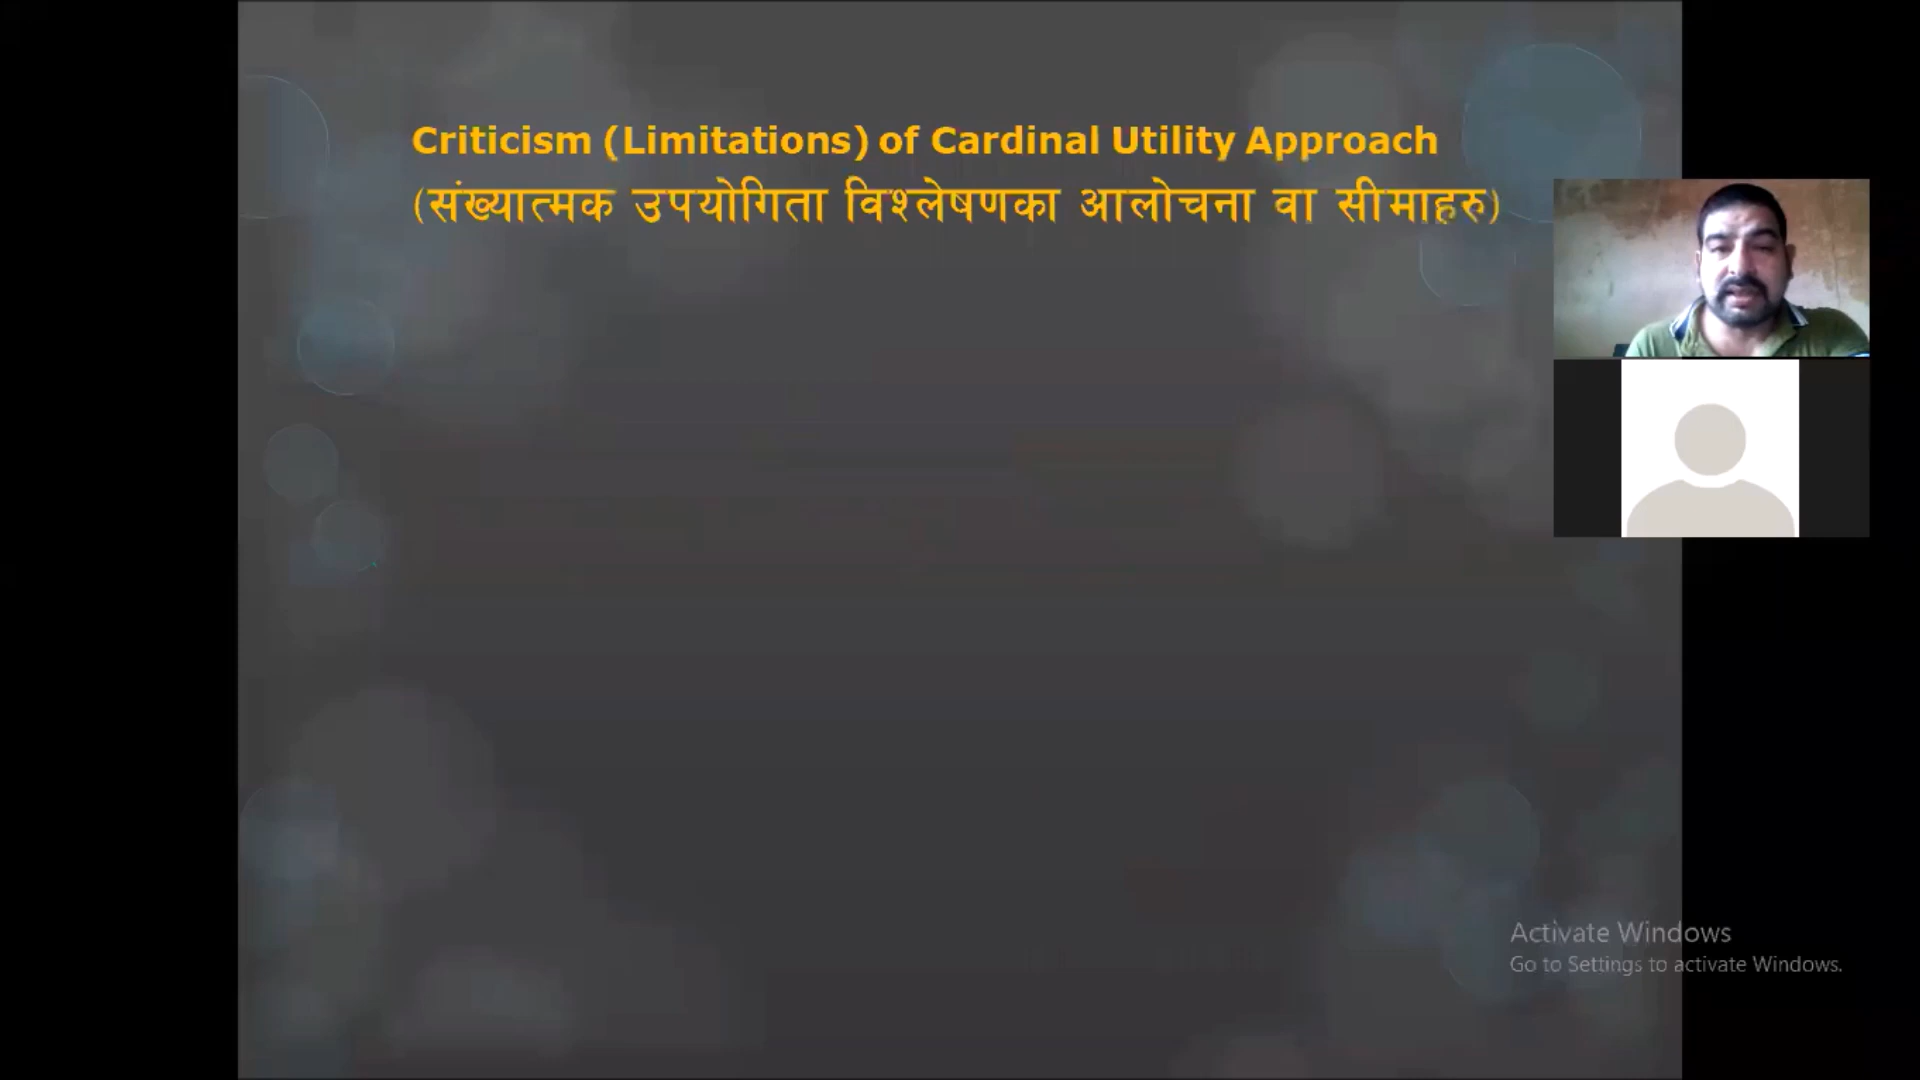 Criticism (Limitations) of Cardinal Utility Approach
(संख्यात्मक उपयोगिता विश्लेषणका आलोचना वा सीमाहरु)
Activate Windows
Go to Settings to activate Windows.